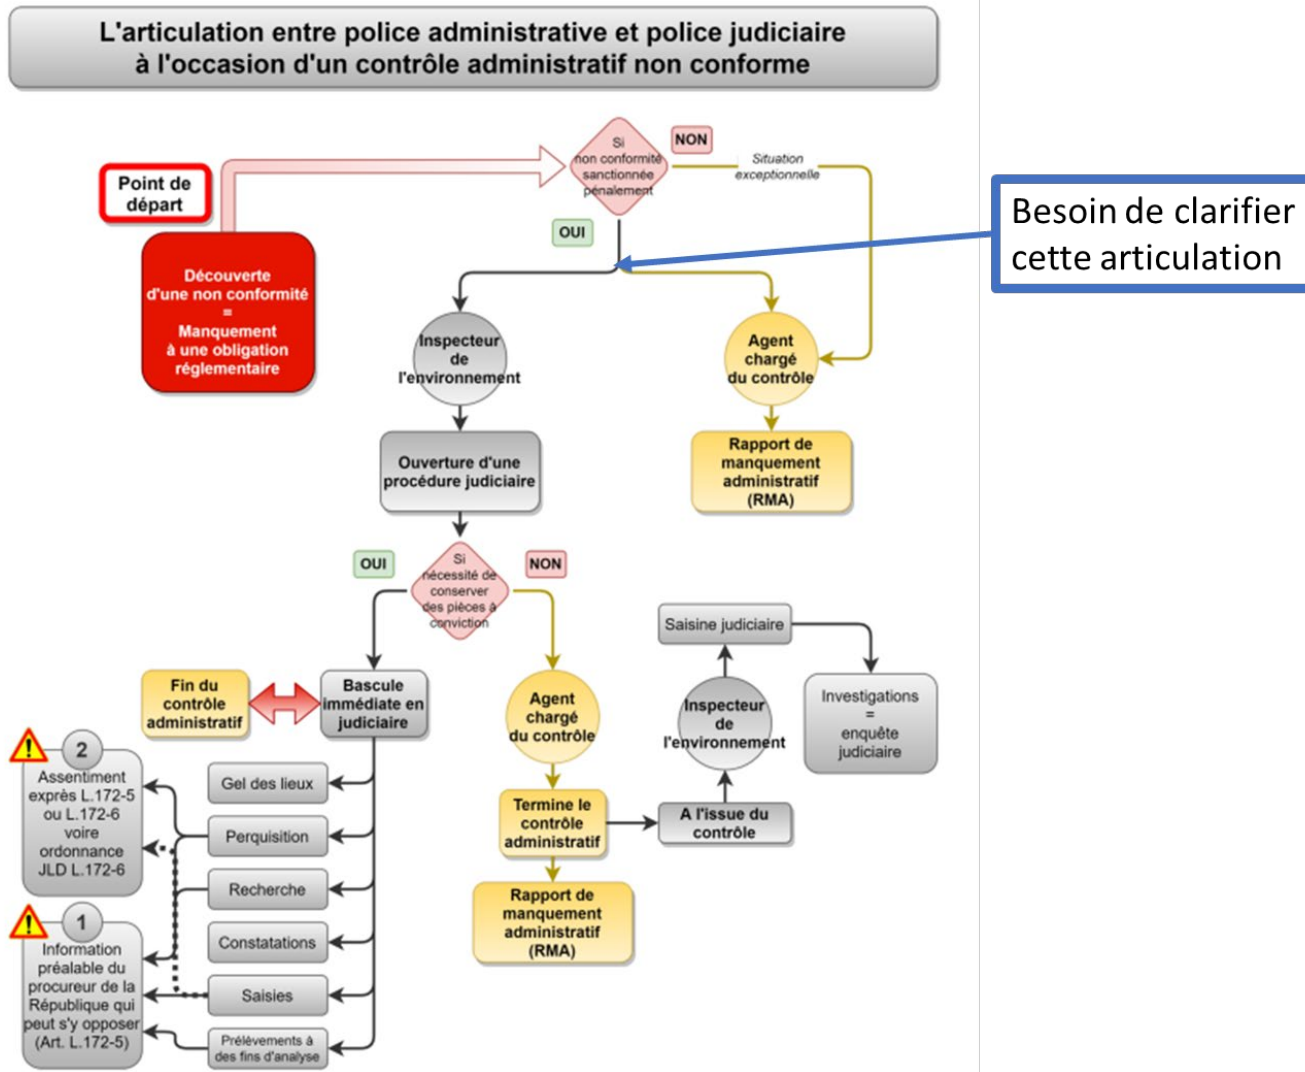 L'articulation entre police administrative et police judiciaire
à l'occasion d'un contrôle administratif non conforme
Point de
départ
Découverte
d'une non conformité
=
Manquement
à une obligation
réglementaire
Si
non conformité
sanctionnée
pénalement
NON
Situation
exceptionnelle
OUI
Besoin de clarifier
cette articulation
Inspecteur
de
l'environnement
Agent
chargé
du contrôle
Ouverture d'une
procédure judiciaire
Rapport de
manquement
administratif
(RMA)
OUI
Si
nécessité de
conserver
des pièces à
conviction
NON
Fin du
contrôle
administratif
Bascule
immédiate en
judiciaire
Agent
chargé
du contrôle
Saisine judiciaire
Inspecteur
de
l'environnement
Investigations
=
enquête
judiciaire
2
Assentiment
exprès L.172-5
ou L.172-6
voire
ordonnance
JLD L.172-6
Gel des lieux
Perquisition
Recherche
Constatations
Saisies
Prélèvements à
des fins d'analyse
Termine le
contrôle
administratif
A l'issue du
contrôle
Rapport de
manquement
administratif
(RMA)
1
Information
préalable du
procureur de la
République qui
peut s'y opposer
(Art. L.172-5)